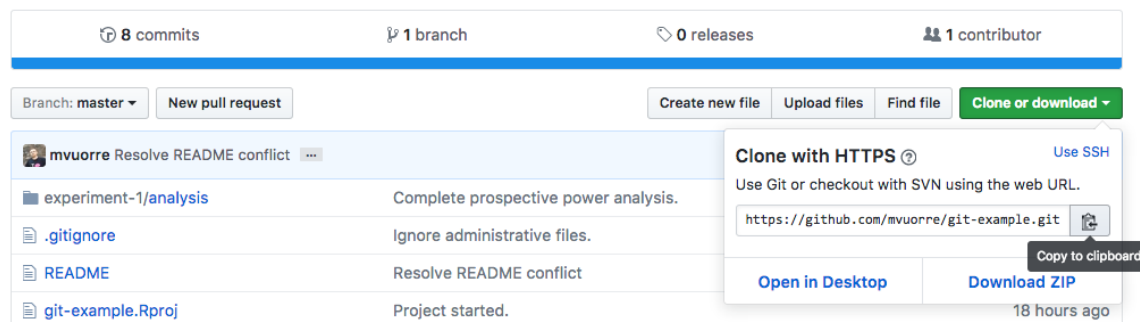 8 commits 1 branch 0 releases 1 contributor
Branch: master New pull request Create new file Upload files Find file Clone or download
mvuorre Resolve README conflict ...
Clone with HTTPS ? Use SSH
Use Git or checkout with SVN using the web URL.
experiment-1/analysis Complete prospective power analysis.
https://github.com/mvuorre/git-example.git
.gitignore Ignore administrative files.
Copy to clipboard
README Resolve README conflict
Open in Desktop Download ZIP
git-example.Rproj Project started. 18 hours ago